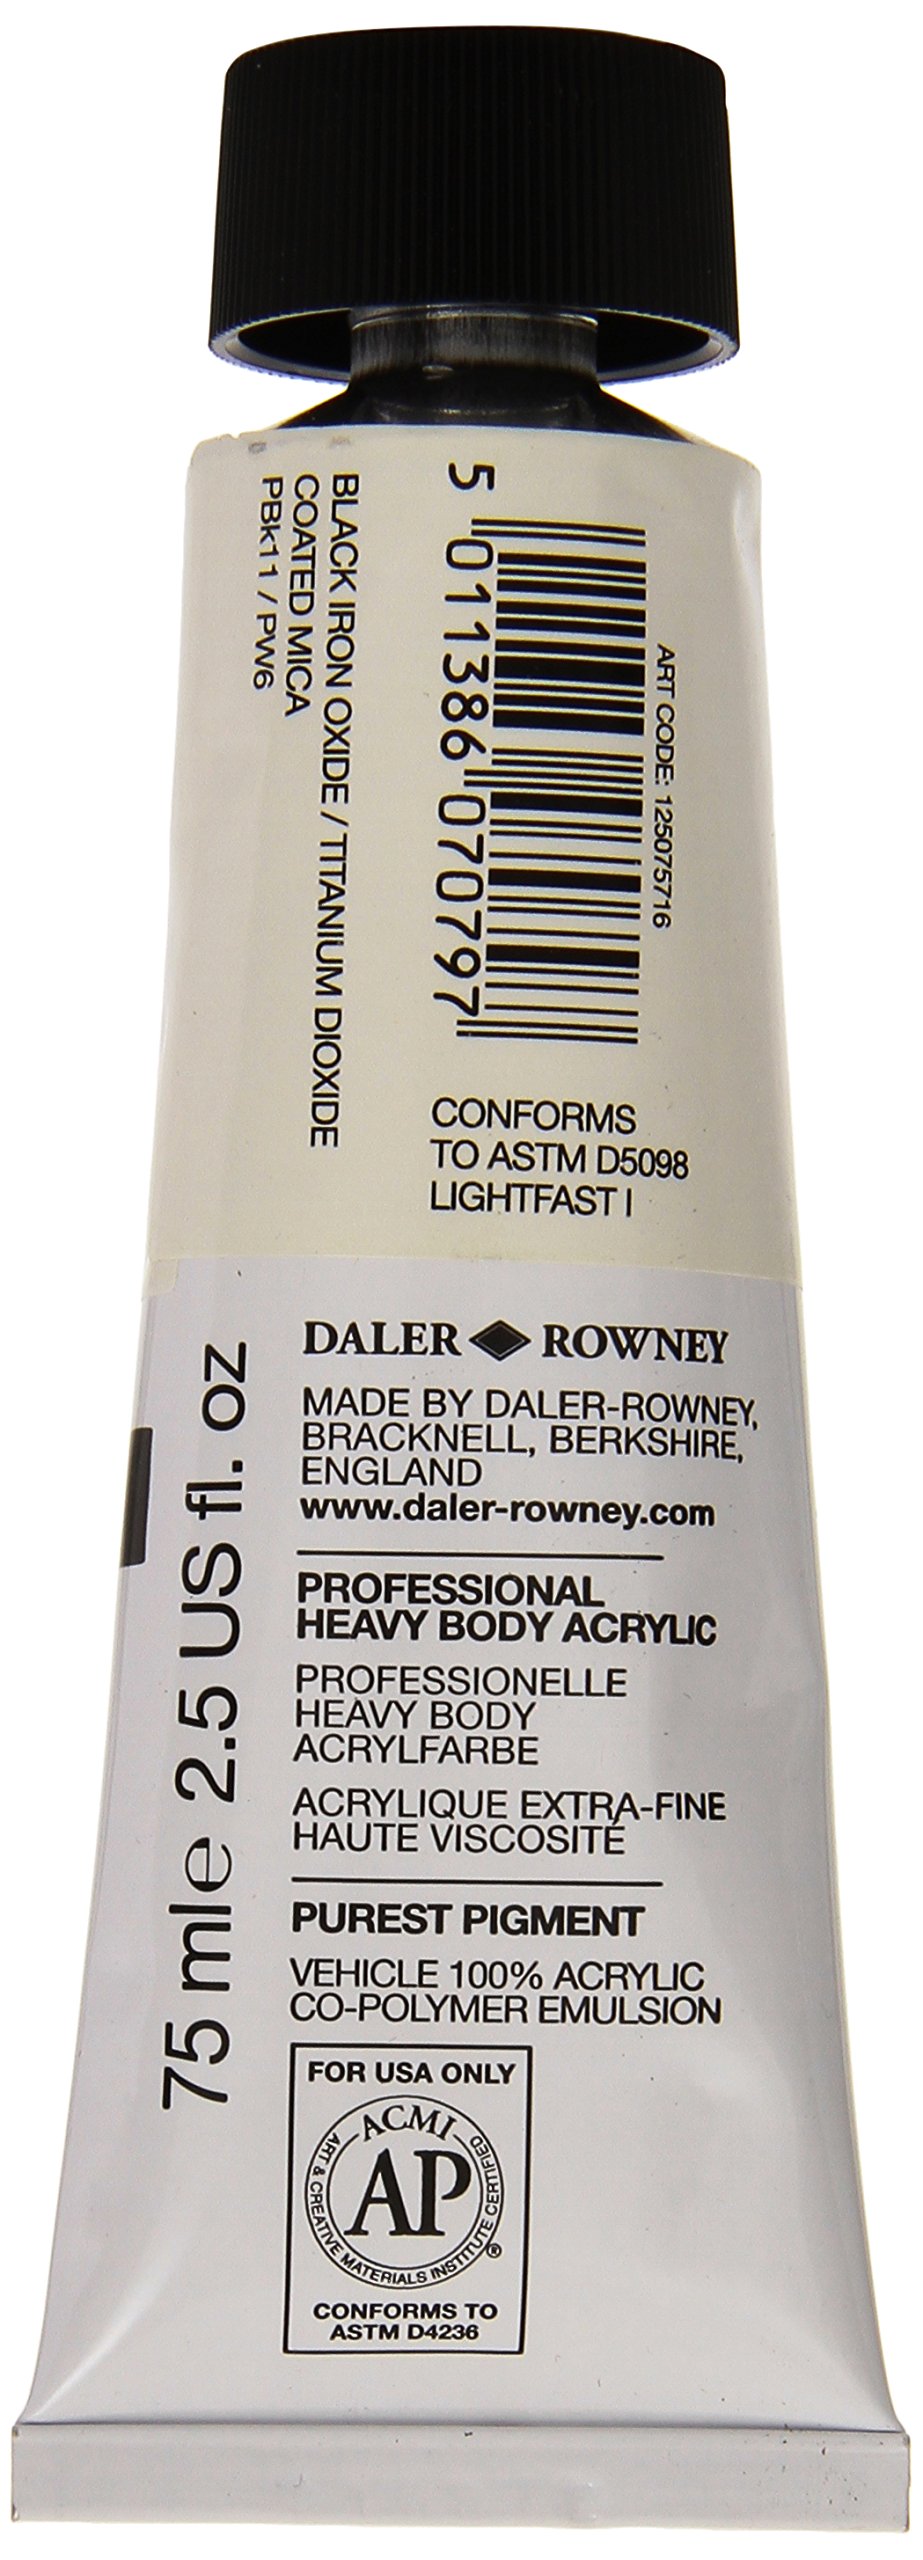 BLACK IRON OXIDE / TITANIUM DIOXIDE
COATED MICA
PBk11 / PW6
ART CODE: 125075716
5 011386 070797
CONFORMS
TO ASTM D5098
LIGHTFAST I
DALER ROWNEY
MADE BY DALER-ROWNEY,
BRACKNELL, BERKSHIRE,
ENGLAND
www.daler-rowney.com
PROFESSIONAL
HEAVY BODY ACRYLIC
PROFESSIONELLE
HEAVY BODY
ACRYLFARBE
ACRYLIQUE EXTRA-FINE
HAUTE VISCOSITÉ
PUREST PIGMENT
VEHICLE 100% ACRYLIC
CO-POLYMER EMULSION
75 ml℮ 2.5 US fl. oz
FOR USA ONLY
ACMI
AP
ART & CREATIVE MATERIALS INSTITUTE CERTIFIED
®
CONFORMS TO
ASTM D4236